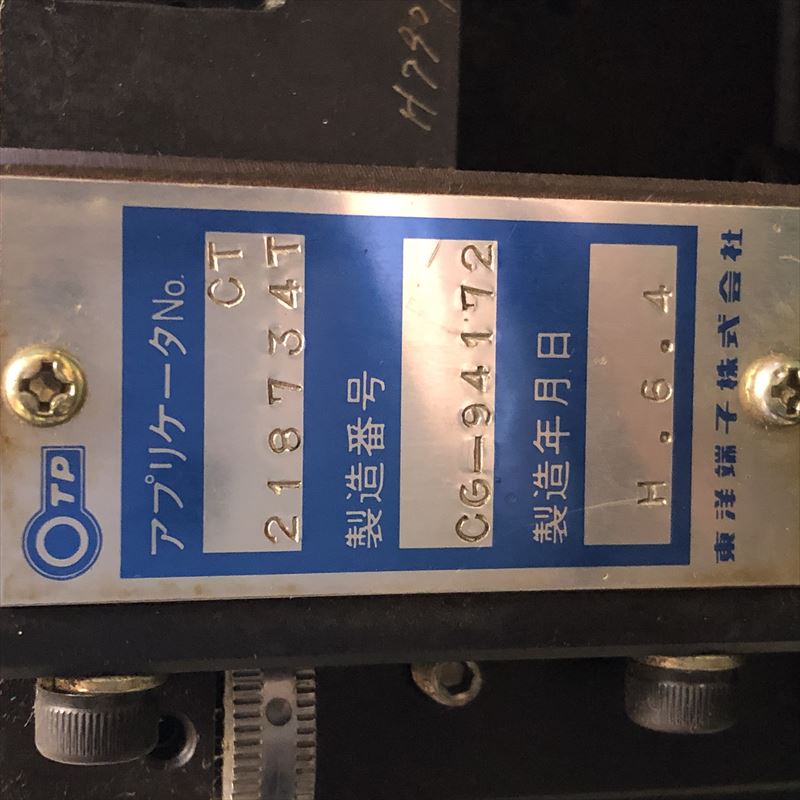 TP
アプリケータNo.
CT
218734T
製造番号
CG-94172
製造年月日
H.6.4
東洋端子株式会社